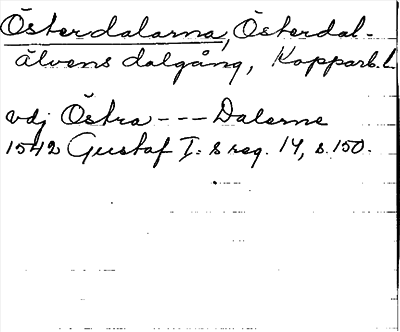 Österdalarna, Österdal-
älvens dalgång, Kopparb. l.
vdj Östra --- Dalerne
1542 Gustaf I:s reg. 14, s. 150.